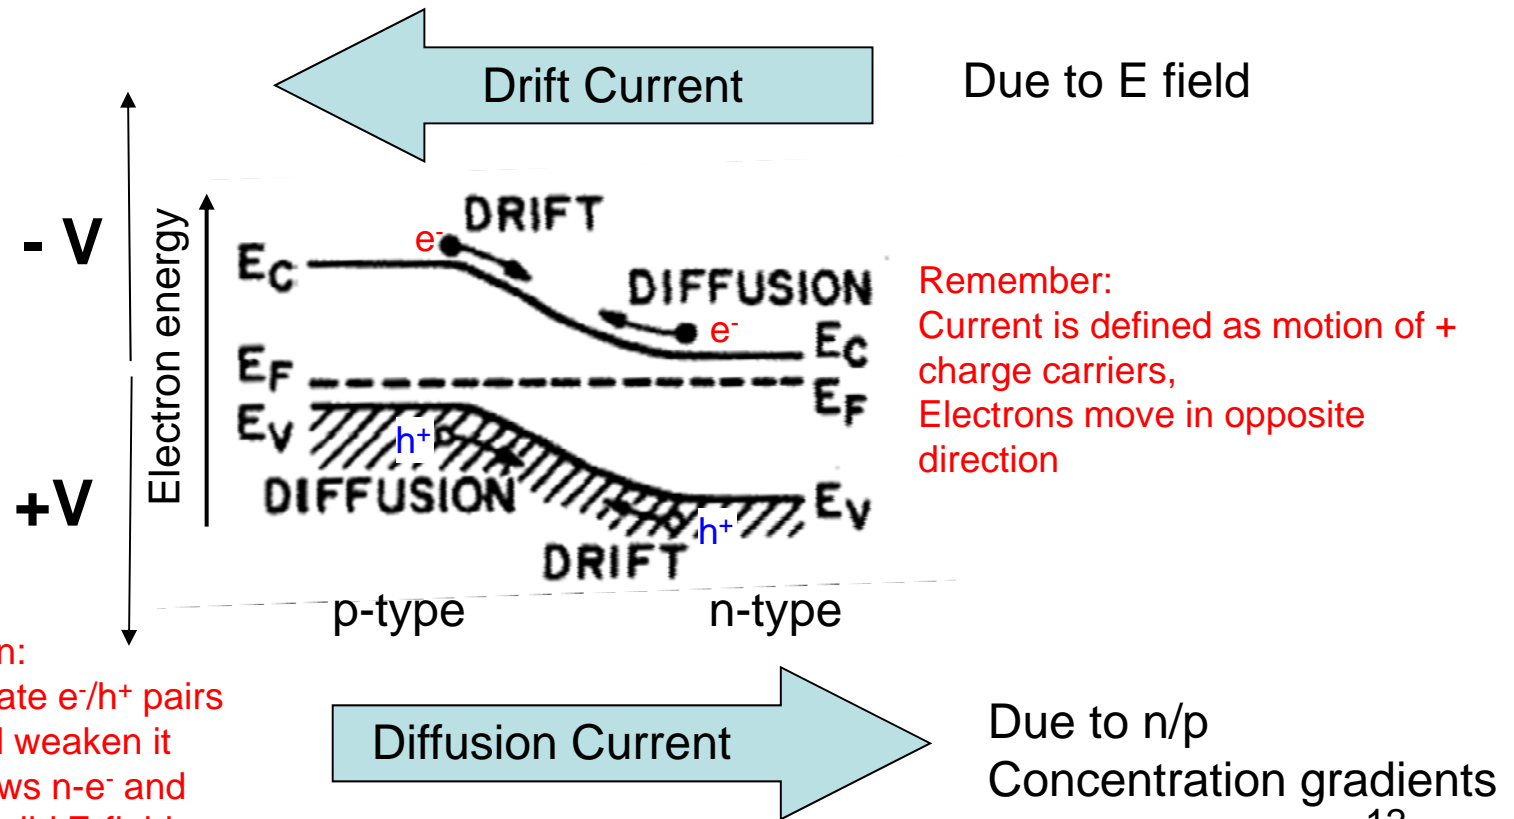 Drift Current
Due to E field
- V
+V
Electron energy
DRIFT
e-
EC
DIFFUSION
e-
EC
EF
EF
EV
h+
DIFFUSION
EV
h+
DRIFT
p-type
n-type
Remember:
Current is defined as motion of +
charge carriers,
Electrons move in opposite
direction
n:
ate e-/h+ pairs
weaken it
ws n-e- and
Diffusion Current
Due to n/p
Concentration gradients